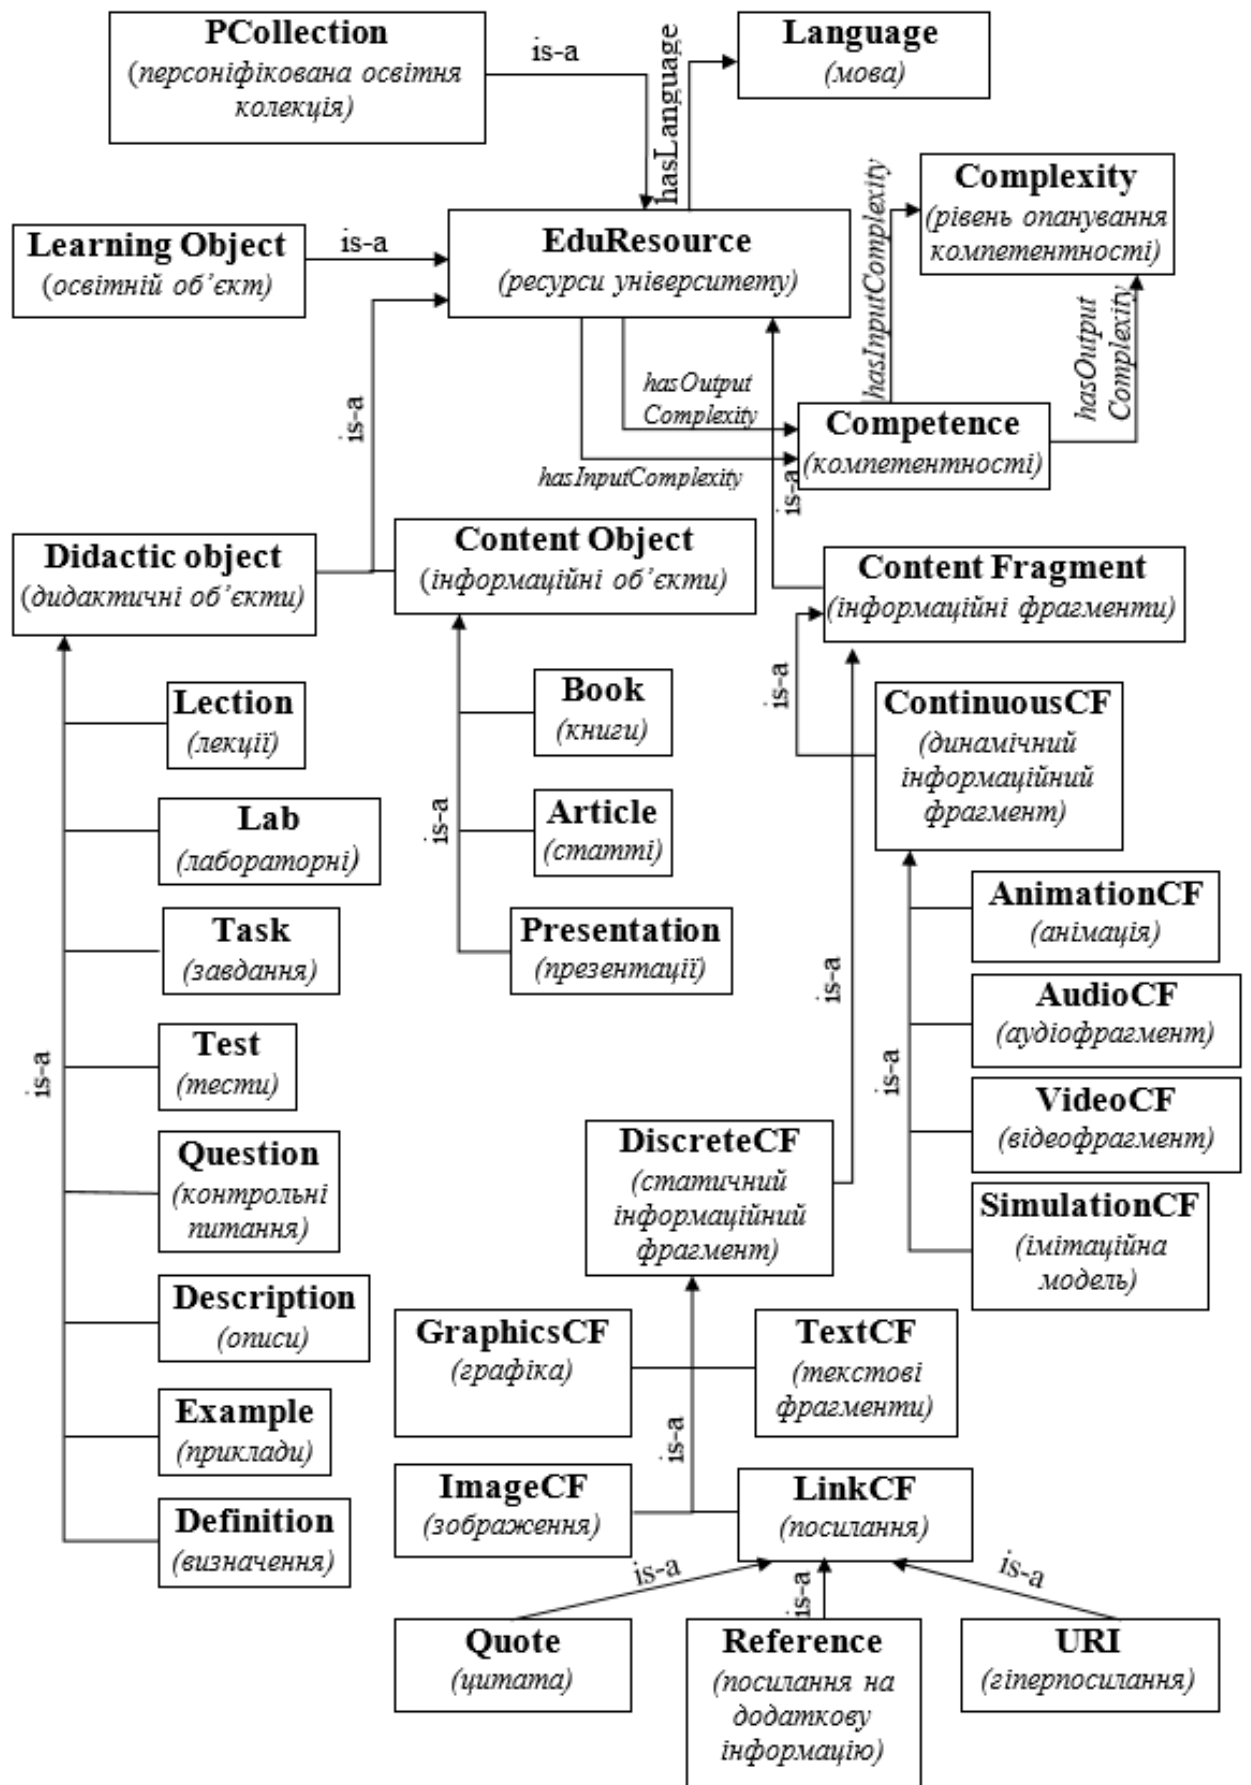 PCollection
(персоніфікована освітня
колекція)
is-a
hasLanguage
Language
(мова)
Learning Object
(освітній об’єкт)
is-a
EduResource
(ресурси університету)
hasInputComplexity
Complexity
(рівень опанування
компетентності)
hasOutput
Complexity
is-a
hasOutput
Complexity
hasInputComplexity
Competence
(компетентності)
is-a
Didactic object
(дидактичні об’єкти)
Content Object
(інформаційні об’єкти)
Content Fragment
(інформаційні фрагменти)
is-a
Lection
(лекції)
Lab
(лабораторні)
Task
(завдання)
Test
(тести)
Question
(контрольні
питання)
Description
(описи)
Example
(приклади)
Definition
(визначення)
is-a
Book
(книги)
Article
(статті)
Presentation
(презентації)
is-a
ContinuousCF
(динамічний
інформаційний
фрагмент)
is-a
is-a
AnimationCF
(анімація)
AudioCF
(аудіофрагмент)
VideoCF
(відеофрагмент)
SimulationCF
(імітаційна
модель)
DiscreteCF
(статичний
інформаційний
фрагмент)
GraphicsCF
(графіка)
TextCF
(текстові
фрагменти)
is-a
ImageCF
(зображення)
LinkCF
(посилання)
is-a
is-a
is-a
Quote
(цитата)
Reference
(посилання на
додаткову
інформацію)
URI
(гіперпосилання)